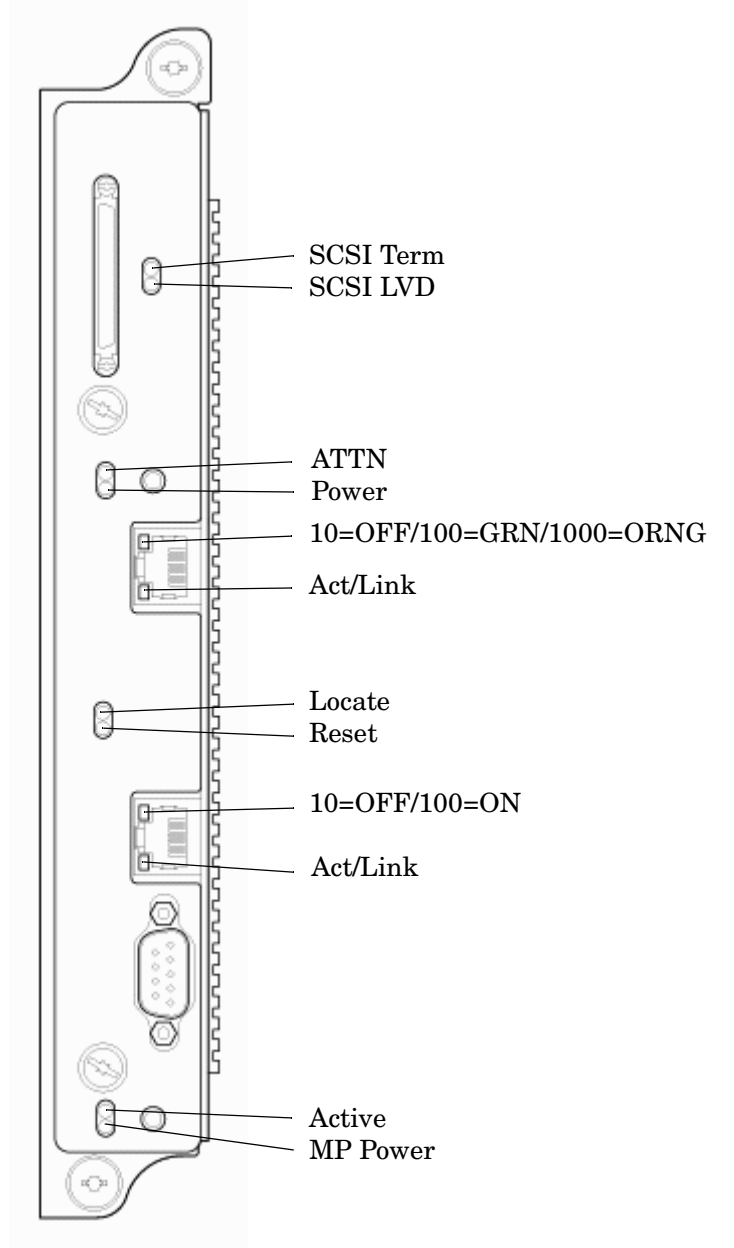 SCSI Term
SCSI LVD
ATTN
Power
10=OFF/100=GRN/1000=ORNG
Act/Link
Locate
Reset
10=OFF/100=ON
Act/Link
Active
MP Power